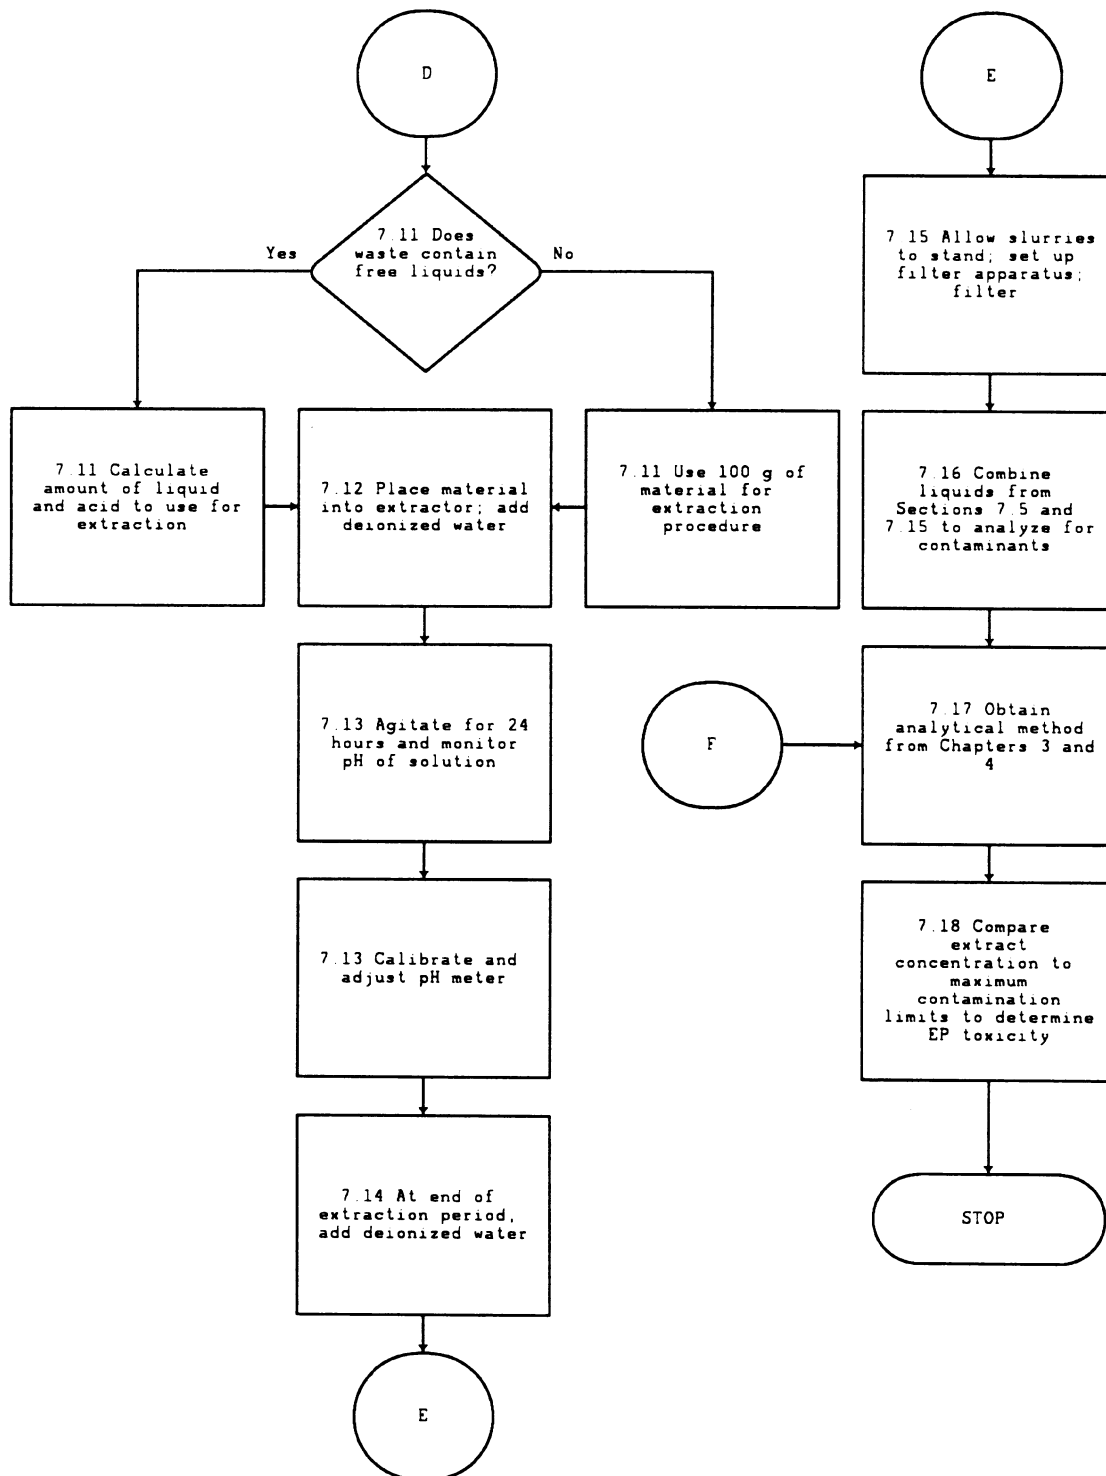 D
7.11 Does
waste contain
free liquids?
Yes
No
7.11 Calculate
amount of liquid
and acid to use for
extraction
7.12 Place material
into extractor; add
deionized water
7.11 Use 100 g of
material for
extraction
procedure
7.13 Agitate for 24
hours and monitor
pH of solution
7.13 Calibrate and
adjust pH meter
7.14 At end of
extraction period,
add deionized water
E
E
7.15 Allow slurries
to stand; set up
filter apparatus;
filter
7.16 Combine
liquids from
Sections 7.5 and
7.15 to analyze for
contaminants
F
7.17 Obtain
analytical method
from Chapters 3 and
4
7.18 Compare
extract
concentration to
maximum
contamination
limits to determine
EP toxicity
STOP